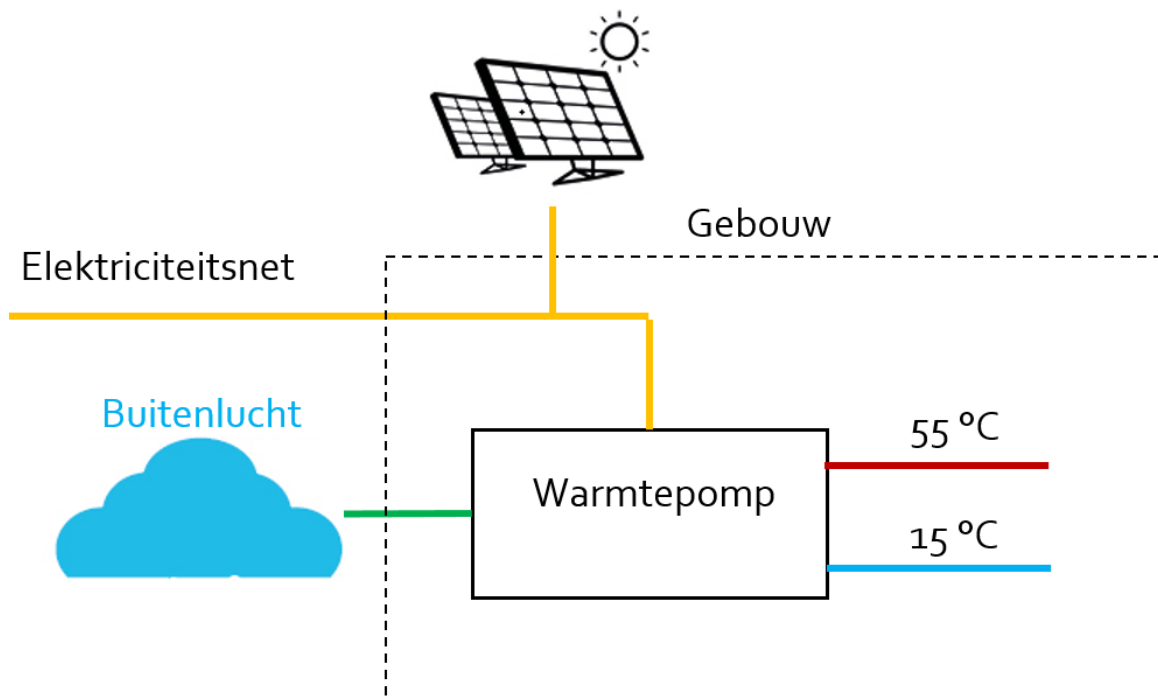 Gebouw
Elektriciteitsnet
Buitenlucht
55 °C
Warmtepomp
15 °C